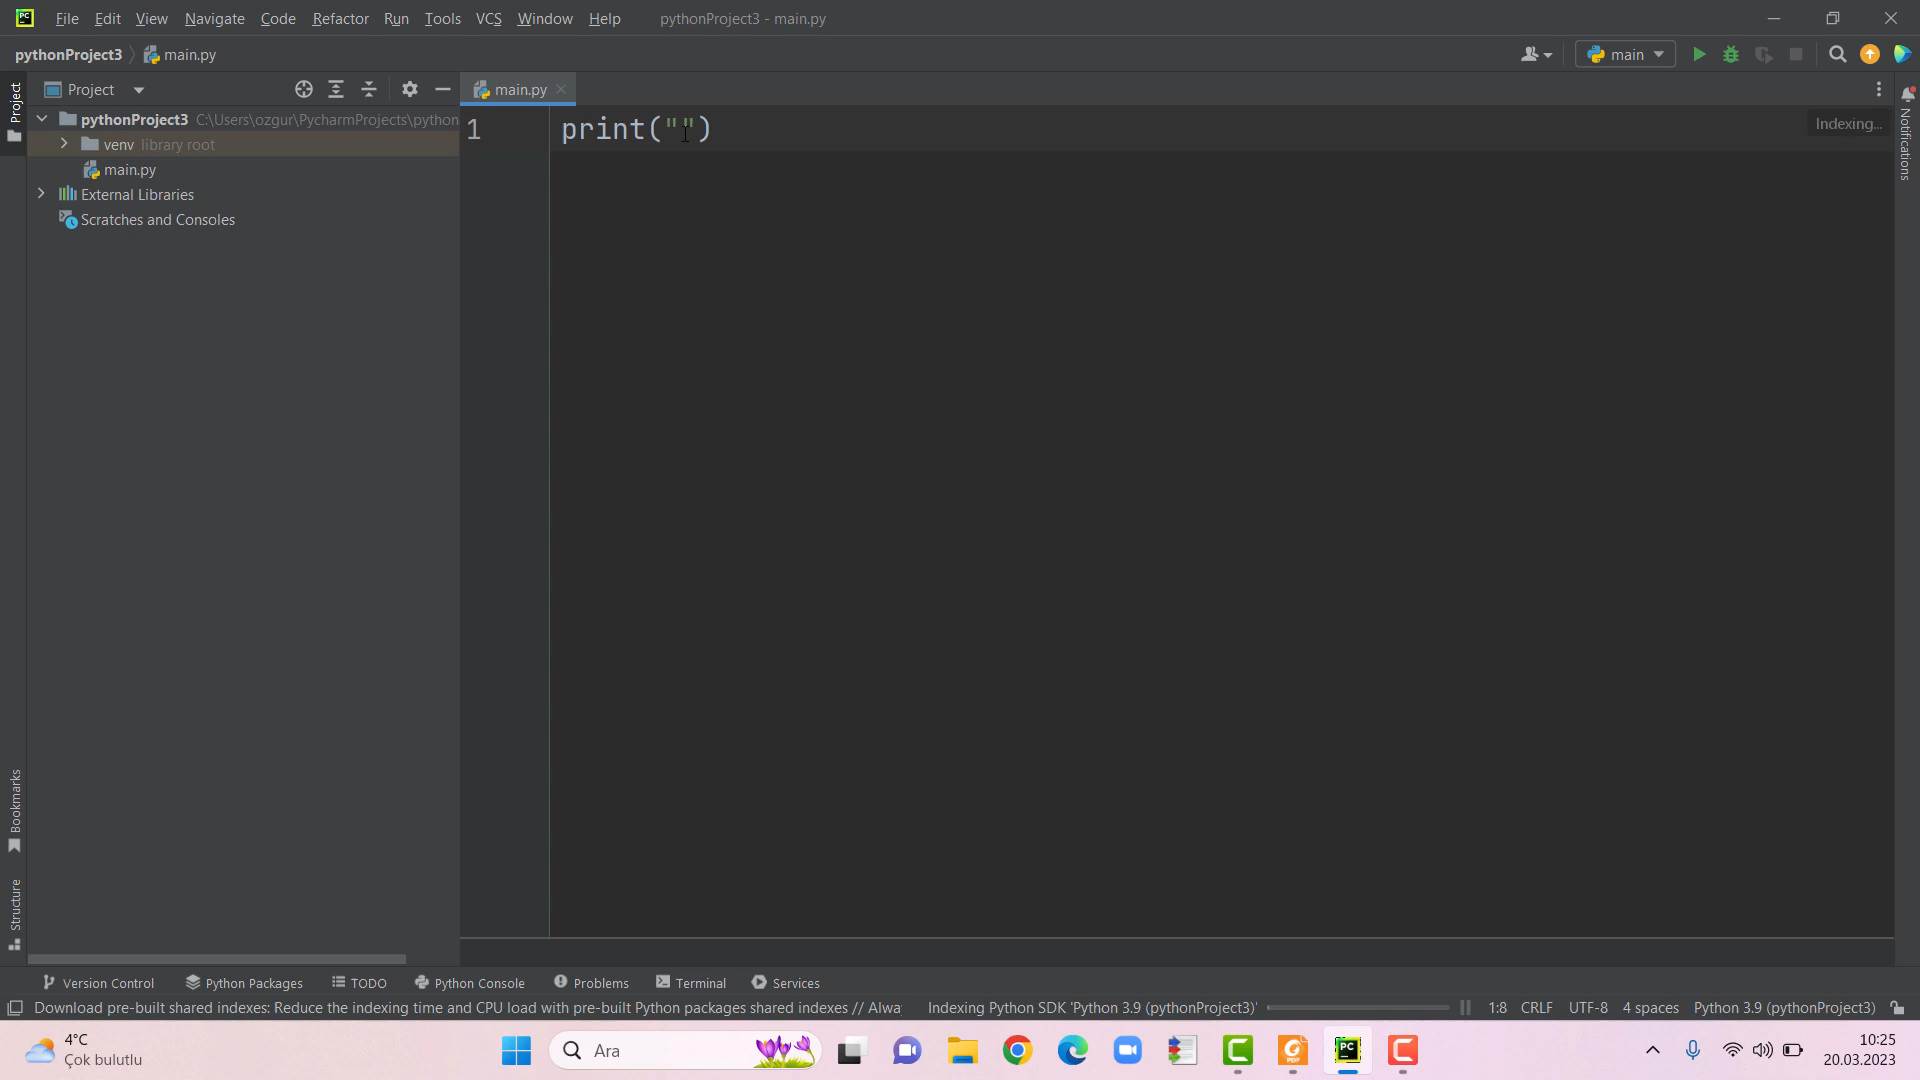 File Edit View Navigate Code Refactor Run Tools VCS Window Help pythonProject3 - main.py
pythonProject3 main.py main
Project main.py
pythonProject3 C:\Users\ozgur\PycharmProjects\python
1 print("")
Indexing...
venv library root
main.py
External Libraries
Scratches and Consoles
Project
Notifications
Bookmarks
Structure
Version Control Python Packages TODO Python Console Problems Terminal Services
Download pre-built shared indexes: Reduce the indexing time and CPU load with pre-built Python packages shared indexes // Alwa Indexing Python SDK 'Python 3.9 (pythonProject3)' 1:8 CRLF UTF-8 4 spaces Python 3.9 (pythonProject3)
4°C
Çok bulutlu
Ara
10:25
20.03.2023